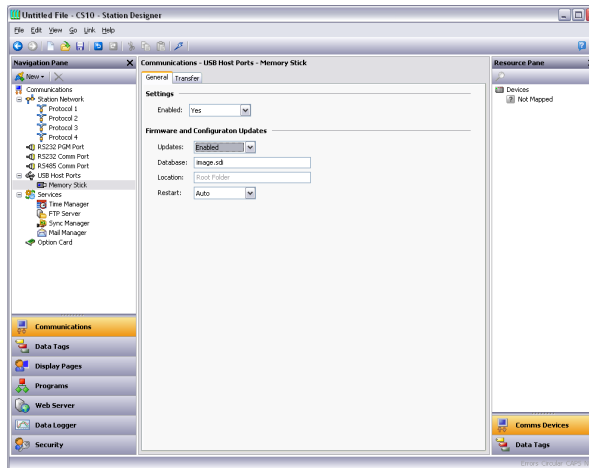 Untitled File - CS10 - Station Designer
File Edit View Go Link Help
Navigation Pane
New
Communications
Station Network
Protocol 1
Protocol 2
Protocol 3
Protocol 4
RS232 PGM Port
RS232 Comm Port
RS485 Comm Port
USB Host Ports
Memory Stick
Services
Time Manager
FTP Server
Sync Manager
Mail Manager
Option Card
Communications
Data Tags
Display Pages
Programs
Web Server
Data Logger
Security
Communications - USB Host Ports - Memory Stick
General Transfer
Settings
Enabled: Yes
Firmware and Configuraton Updates
Updates: Enabled
Database: image.sdi
Location: Root Folder
Restart: Auto
Resource Pane
Devices
Not Mapped
Comms Devices
Data Tags
Errors Circular CAPS